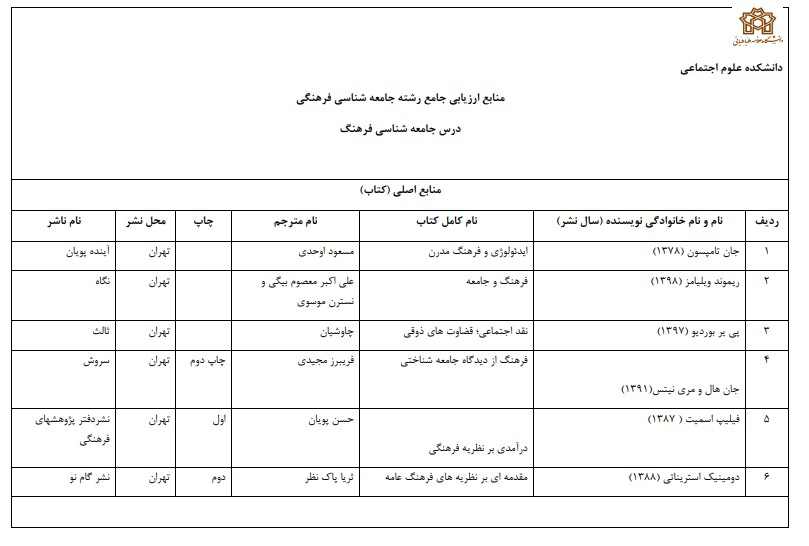 دانشگاه علامه طباطبائی
دانشکده علوم اجتماعی
منابع ارزیابی جامع رشته جامعه شناسی فرهنگی
درس جامعه شناسی فرهنگ
منابع اصلی (کتاب)
ردیف نام و نام خانوادگی نویسنده (سال نشر) نام کامل کتاب نام مترجم چاپ محل نشر نام ناشر
۱ جان تامپسون (۱۳۷۸) ایدئولوژی و فرهنگ مدرن مسعود اوحدی تهران آینده پویان
۲ ریموند ویلیامز (۱۳۹۸) فرهنگ و جامعه علی اکبر معصوم بیگی و تهران نگاه
نسترن موسوی
۳ پی یر بوردیو (۱۳۹۷) نقد اجتماعی؛ قضاوت های ذوقی چاوشیان تهران ثالث
۴ فرهنگ از دیدگاه جامعه شناختی فریبرز مجیدی چاپ دوم تهران سروش
جان هال و مری نیتس(۱۳۹۱)
۵ فیلیپ اسمیت ( ۱۳۸۷) حسن پویان اول تهران نشردفتر پژوهشهای
درآمدی بر نظریه فرهنگی فرهنگی
۶ دومینیک استریناتی (۱۳۸۸) مقدمه ای بر نظریه های فرهنگ عامه ثریا پاک نظر دوم تهران نشر گام نو